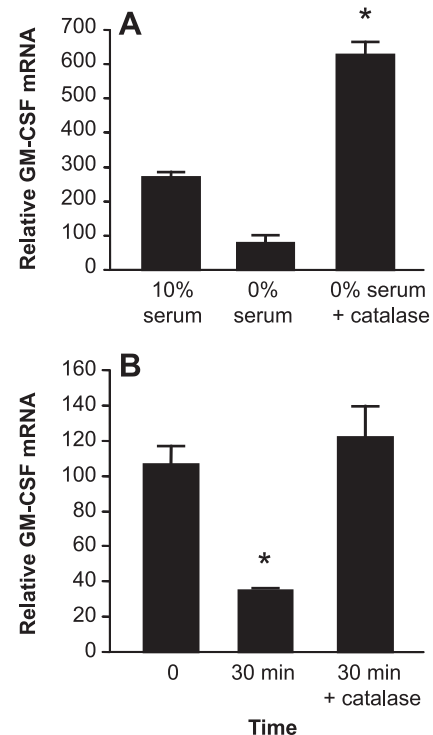 A
*
Relative GM-CSF mRNA
700
600
500
400
300
200
100
0
10% serum
0% serum
0% serum + catalase
B
*
Relative GM-CSF mRNA
160
140
120
100
80
60
40
20
0
0
30 min
30 min + catalase
Time